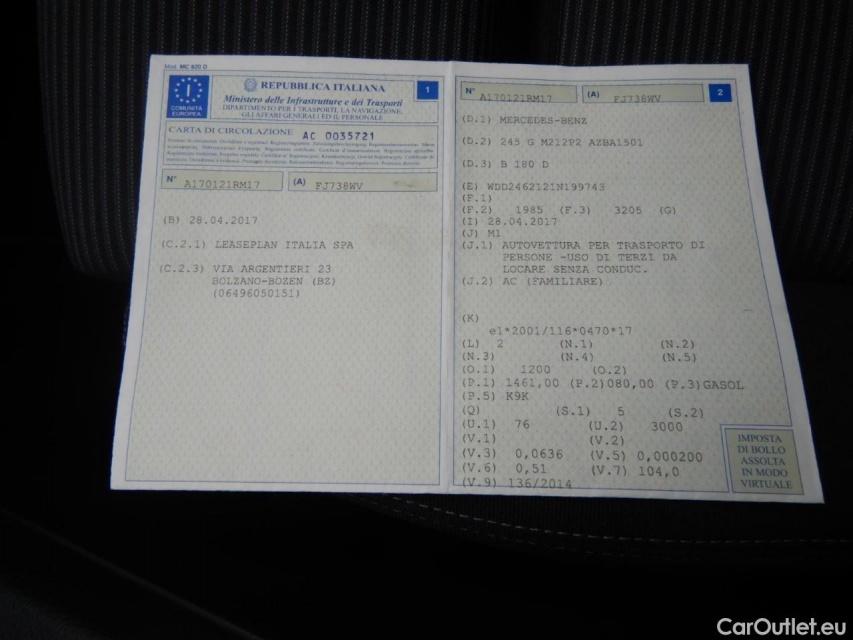 Mod. MC 820 D
I
COMUNITÀ
EUROPEA
REPUBBLICA ITALIANA
Ministero delle Infrastrutture e dei Trasporti
DIPARTIMENTO PER I TRASPORTI, LA NAVIGAZIONE,
GLI AFFARI GENERALI ED IL PERSONALE
1
CARTA DI CIRCOLAZIONE AC 0035721
N° A170121RM17 (A) FJ738WV
(B) 28.04.2017
(C.2.1) LEASEPLAN ITALIA SPA
(C.2.3) VIA ARGENTIERI 23
BOLZANO-BOZEN (BZ)
(06496050151)
N° A170121RM17 (A) FJ738WV 2
(D.1) MERCEDES-BENZ
(D.2) 245 G M212P2 AZBA1501
(D.3) B 180 D
(E) WDD2462121N199743
(F.1)
(F.2) 1985 (F.3) 3205 (G)
(I) 28.04.2017
(J) M1
(J.1) AUTOVETTURA PER TRASPORTO DI
PERSONE -USO DI TERZI DA
LOCARE SENZA CONDUC.
(J.2) AC (FAMILIARE)
(K)
e1*2001/116*0470*17
(L) 2 (N.1) (N.2)
(N.3) (N.4) (N.5)
(O.1) 1200 (O.2)
(P.1) 1461,00 (P.2)080,00 (P.3)GASOL
(P.5) K9K
(Q) (S.1) 5 (S.2)
(U.1) 76 (U.2) 3000
(V.1) (V.2)
(V.3) 0,0636 (V.5) 0,000200
(V.6) 0,51 (V.7) 104,0
(V.9) 136/2014
IMPOSTA
DI BOLLO
ASSOLTA
IN MODO
VIRTUALE
CarOutlet.eu